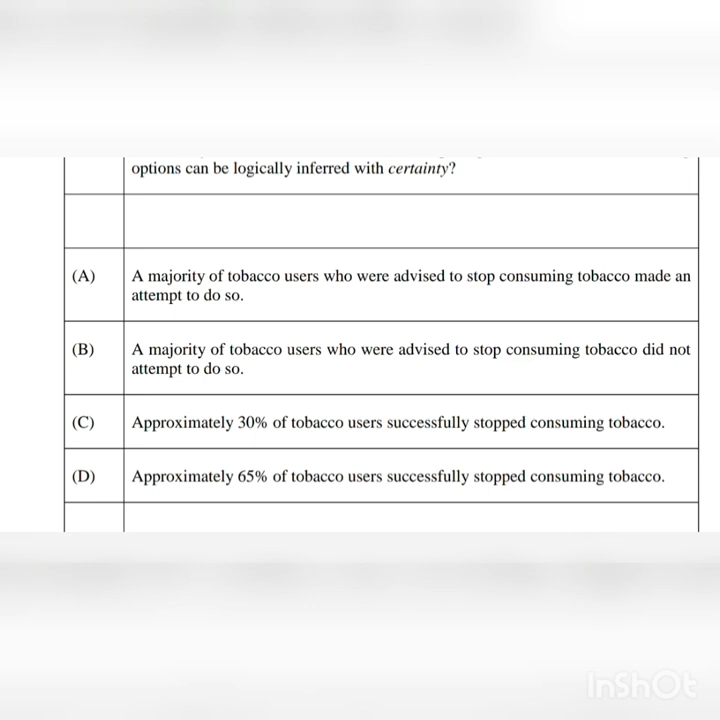 options can be logically inferred with certainty?
(A) A majority of tobacco users who were advised to stop consuming tobacco made an
attempt to do so.
(B) A majority of tobacco users who were advised to stop consuming tobacco did not
attempt to do so.
(C) Approximately 30% of tobacco users successfully stopped consuming tobacco.
(D) Approximately 65% of tobacco users successfully stopped consuming tobacco.
InShOt